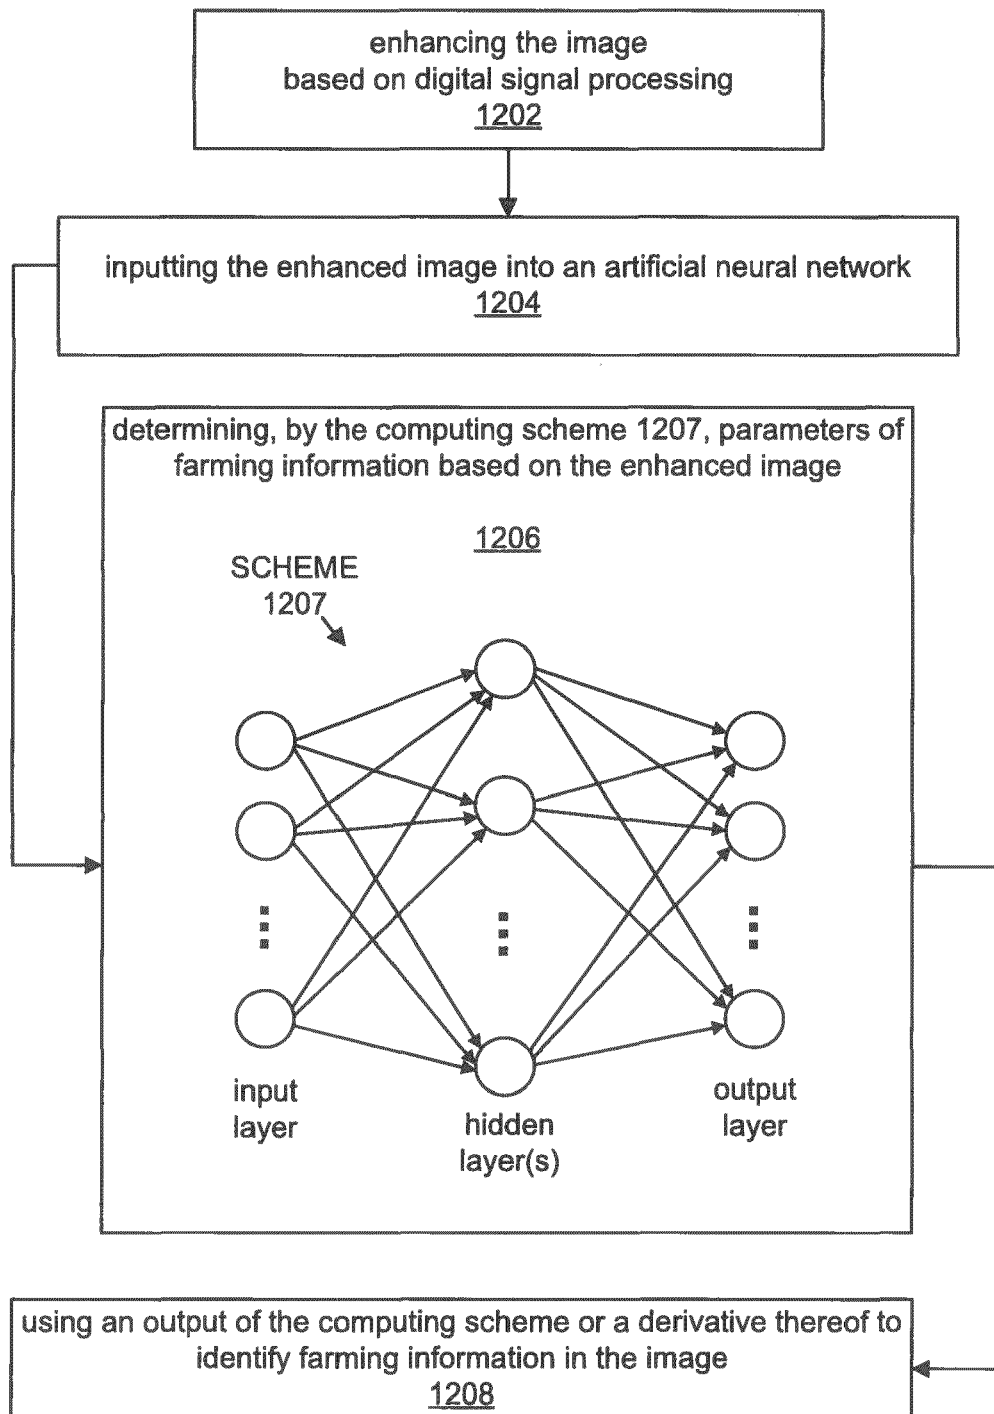 enhancing the image
based on digital signal processing
1202
inputting the enhanced image into an artificial neural network
1204
determining, by the computing scheme 1207, parameters of
farming information based on the enhanced image
1206
SCHEME
1207
input
layer
hidden
layer(s)
output
layer
using an output of the computing scheme or a derivative thereof to
identify farming information in the image
1208